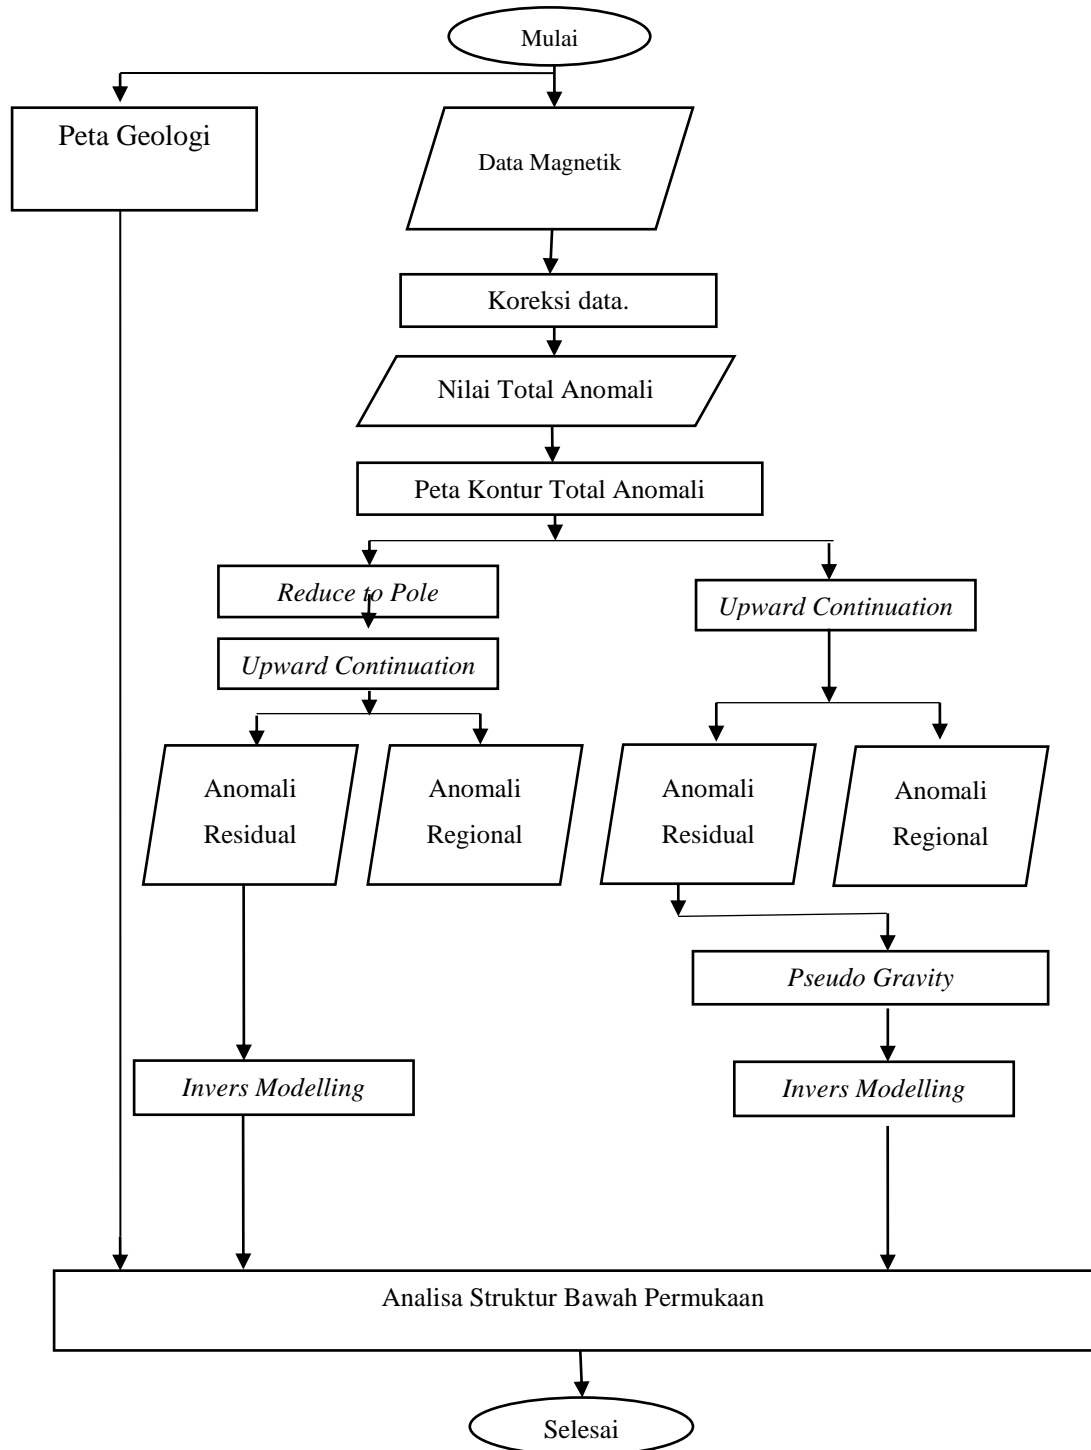 Mulai
Peta Geologi
Data Magnetik
Koreksi data.
Nilai Total Anomali
Peta Kontur Total Anomali
Reduce to Pole
Upward Continuation
Upward Continuation
Anomali
Residual
Anomali
Regional
Anomali
Residual
Anomali
Regional
Pseudo Gravity
Invers Modelling
Invers Modelling
Analisa Struktur Bawah Permukaan
Selesai